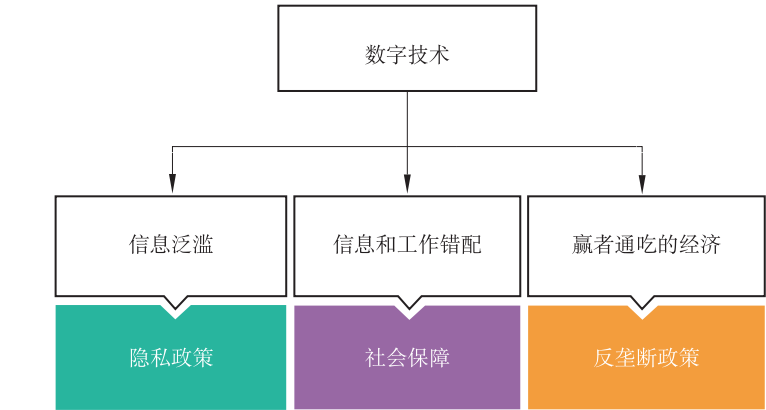 数字技术
信息泛滥
信息和工作错配
赢者通吃的经济
隐私政策
社会保障
反垄断政策